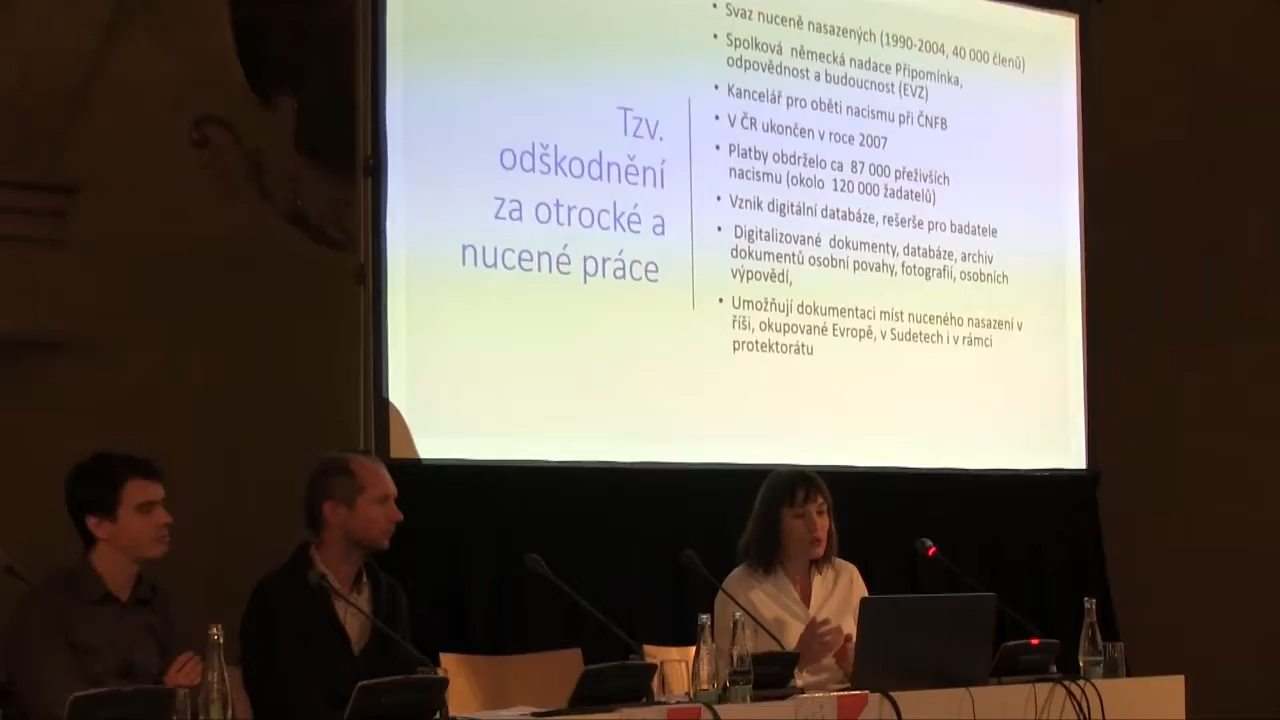 Tzv.
odškodnění
za otrocké a
nucené práce
• Svaz nuceně nasazených (1990-2004, 40 000 členů)
• Spolková německá nadace Připomínka,
odpovědnost a budoucnost (EVZ)
• Kancelář pro oběti nacismu při ČNFB
• V ČR ukončen v roce 2007
• Platby obdrželo ca 87 000 přeživších
nacismu (okolo 120 000 žadatelů)
• Vznik digitální databáze, rešerše pro badatele
• Digitalizované dokumenty, databáze, archiv
dokumentů osobní povahy, fotografií, osobních
výpovědí,
• Umožňují dokumentaci míst nuceného nasazení v
říši, okupované Evropě, v Sudetech i v rámci
protektorátu